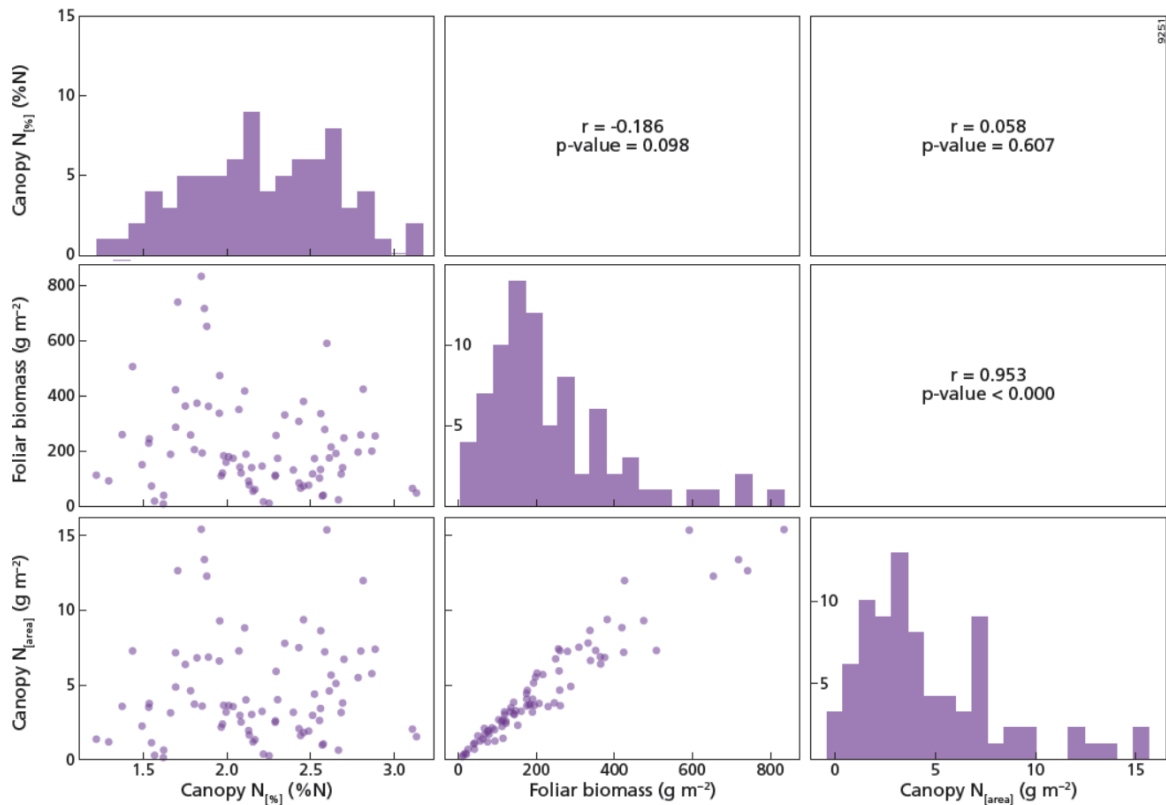 15
10
5
0
Canopy N[%] (%N)
r = -0.186
p-value = 0.098
r = 0.058
p-value = 0.607
9251
800
600
400
200
0
Foliar biomass (g m⁻²)
10
5
r = 0.953
p-value < 0.000
15
10
5
0
Canopy N[area] (g m⁻²)
10
5
1.5 2.0 2.5 3.0
Canopy N[%] (%N)
0 200 400 600 800
Foliar biomass (g m⁻²)
0 5 10 15
Canopy N[area] (g m⁻²)